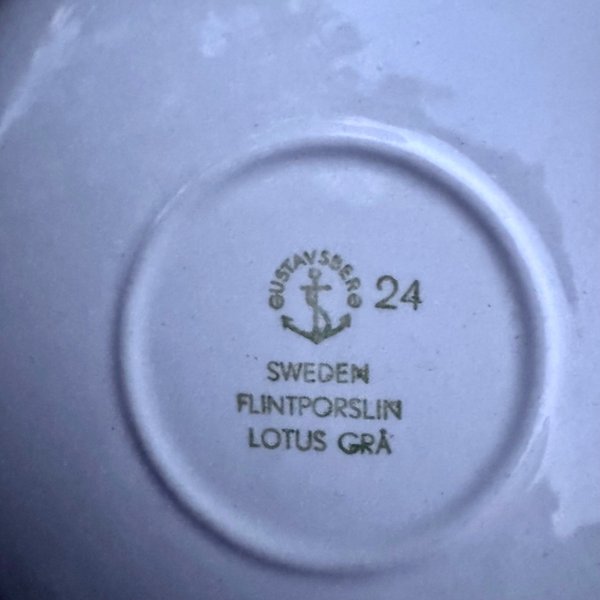 GUSTAVSBERG
24
SWEDEN
FLINTPORSLIN
LOTUS GRÅ